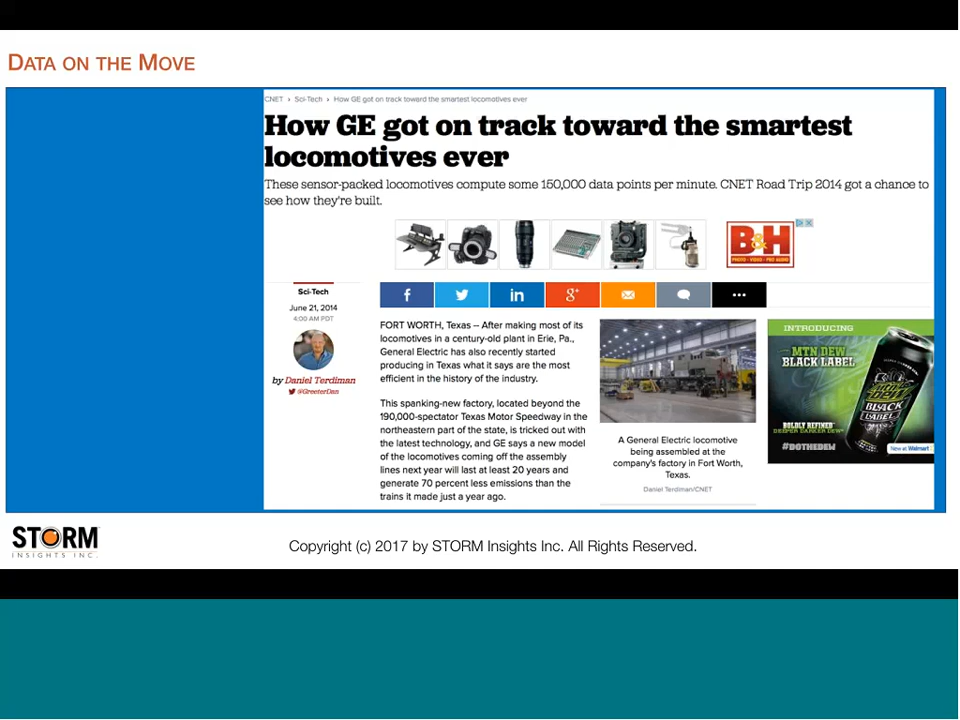 DATA ON THE MOVE
CNET › Sci-Tech › How GE got on track toward the smartest locomotives ever
How GE got on track toward the smartest
locomotives ever
These sensor-packed locomotives compute some 150,000 data points per minute. CNET Road Trip 2014 got a chance to
see how they're built.
B&H
PHOTO - VIDEO - PRO AUDIO
Sci-Tech
June 21, 2014
4:00 AM PDT
by Daniel Terdiman
@GreeterDan
f
in
g+
...
FORT WORTH, Texas -- After making most of its
locomotives in a century-old plant in Erie, Pa.,
General Electric has also recently started
producing in Texas what it says are the most
efficient in the history of the industry.
This spanking-new factory, located beyond the
190,000-spectator Texas Motor Speedway in the
northeastern part of the state, is tricked out with
the latest technology, and GE says a new model
of the locomotives coming off the assembly
lines next year will last at least 20 years and
generate 70 percent less emissions than the
trains it made just a year ago.
A General Electric locomotive
being assembled at the
company's factory in Fort Worth,
Texas.
Daniel Terdiman/CNET
INTRODUCING
MTN DEW
BLACK LABEL
BOLDLY REFINED
DEEPER DARKER DEW
#DOTHEDEW
BLACK
LABEL
New at Walmart
STORM
INSIGHTS INC.
Copyright (c) 2017 by STORM Insights Inc. All Rights Reserved.